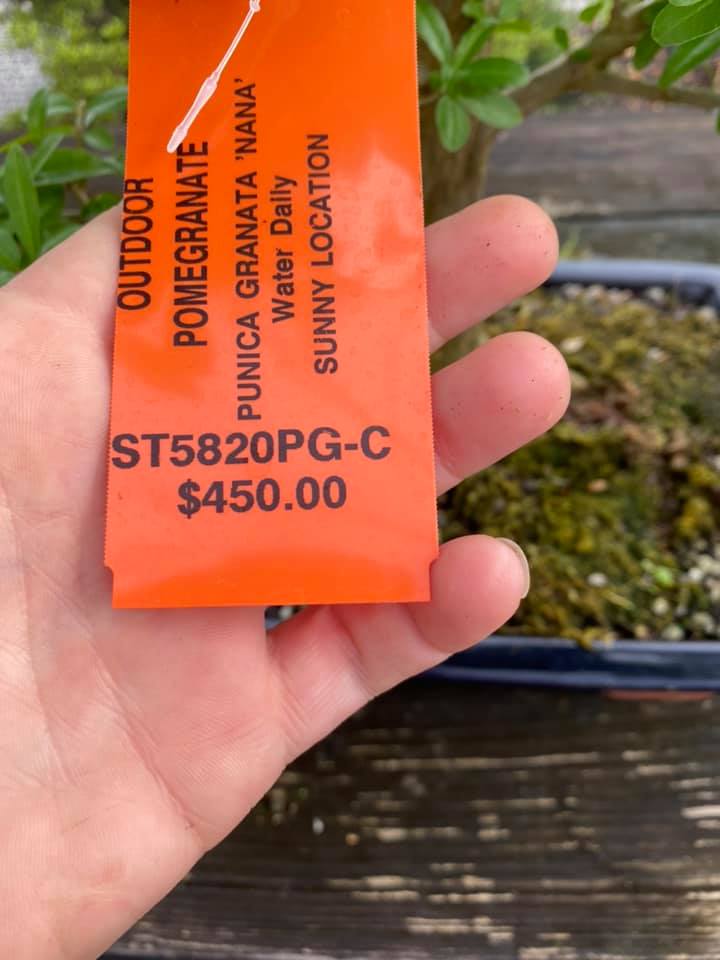 OUTDOOR
POMEGRANATE
PUNICA GRANATA 'NANA'
Water Daily
SUNNY LOCATION
ST5820PG-C
$450.00